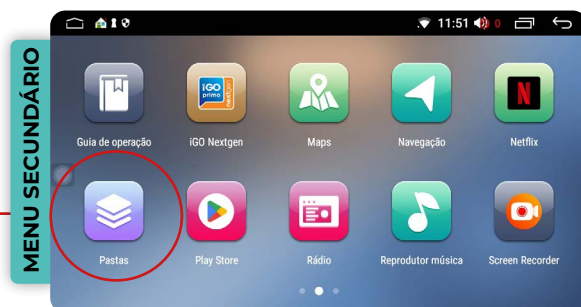 MENU SECUNDÁRIO
11:51 0
iGO
primo
nextgen
N
Guia de operação iGO Nextgen Maps Navegação Netflix
Pastas Play Store Rádio Reprodutor música Screen Recorder